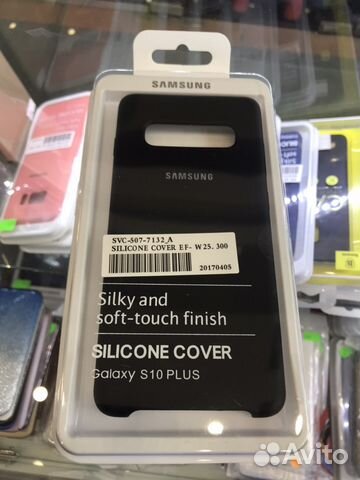 SAMSUNG
SAMSUNG
SVC-507-7132_A
SILICONE COVER EF- W25. 300
20170405
Silky and
soft-touch finish
SILICONE COVER
Galaxy S10 PLUS
Avito